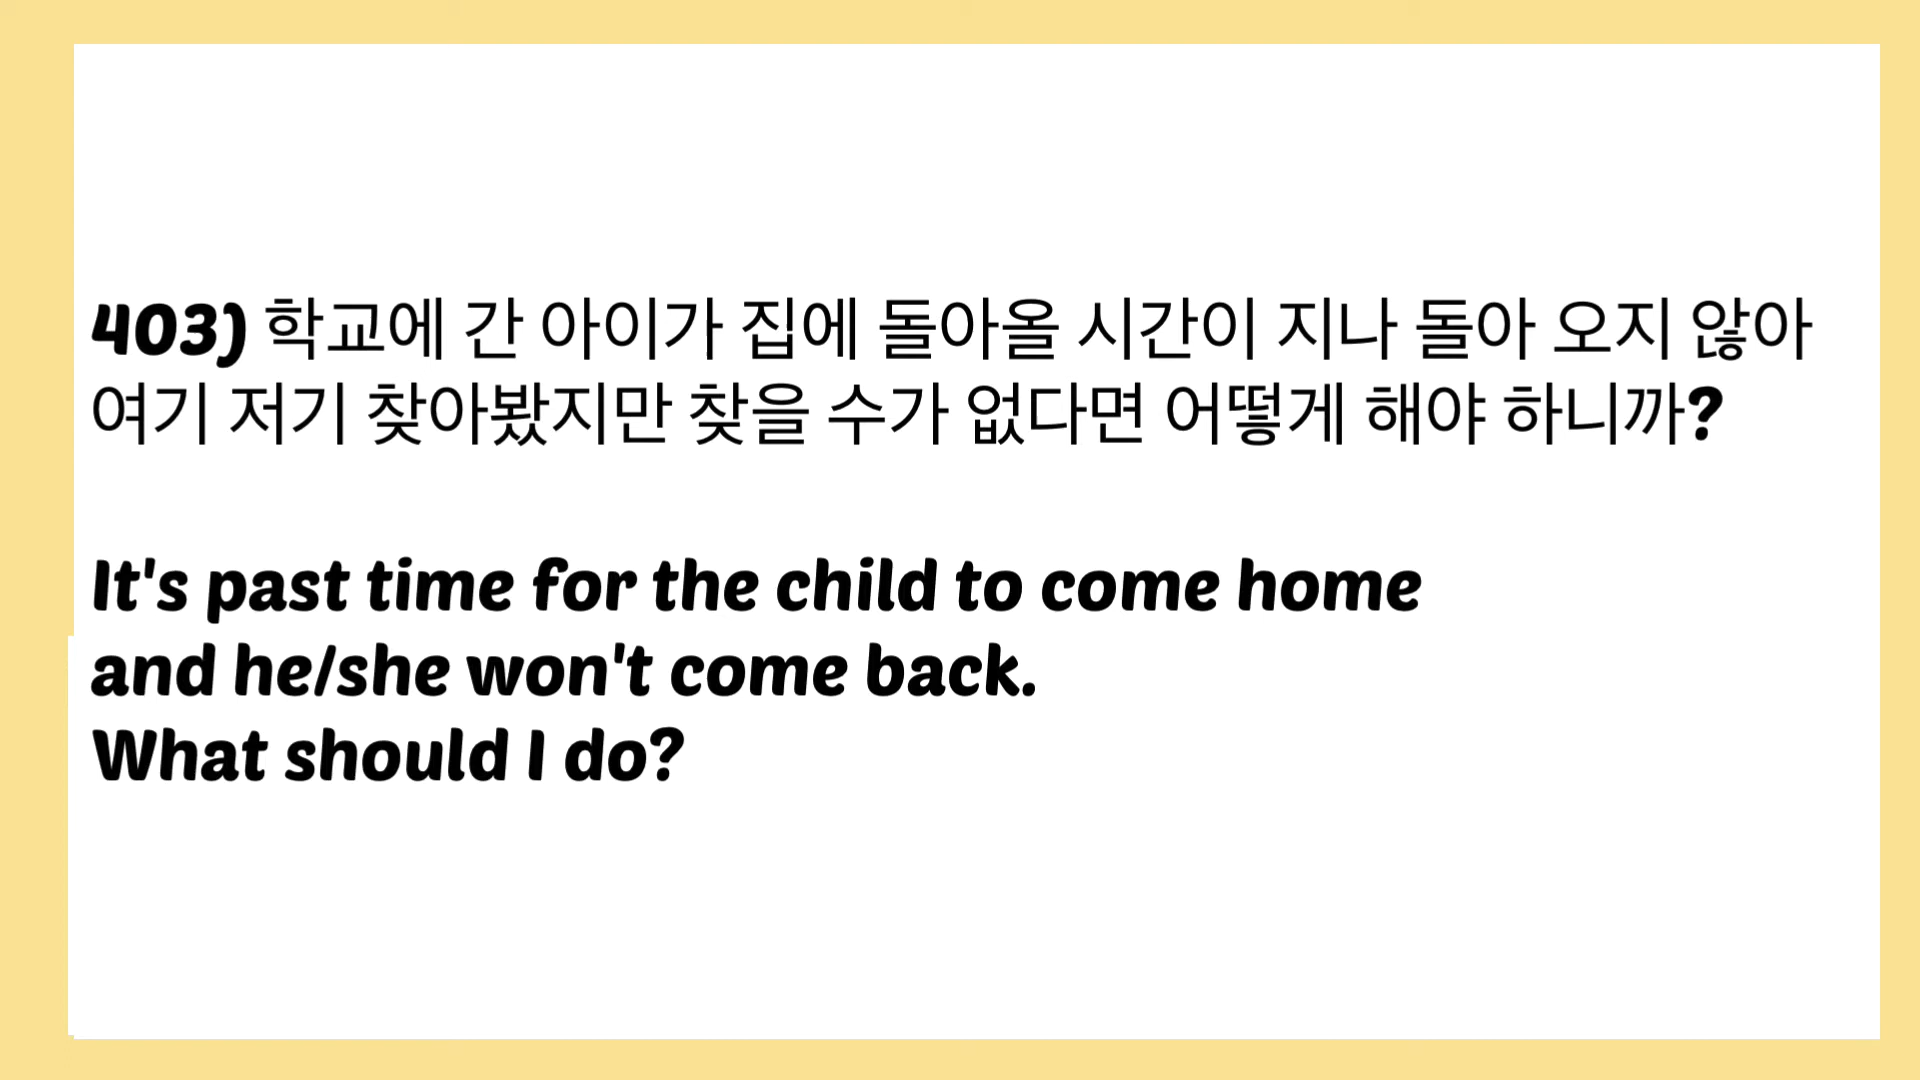 403) 학교에 간 아이가 집에 돌아올 시간이 지나 돌아 오지 않아
여기 저기 찾아봤지만 찾을 수가 없다면 어떻게 해야 하니까?
It's past time for the child to come home
and he/she won't come back.
What should I do?